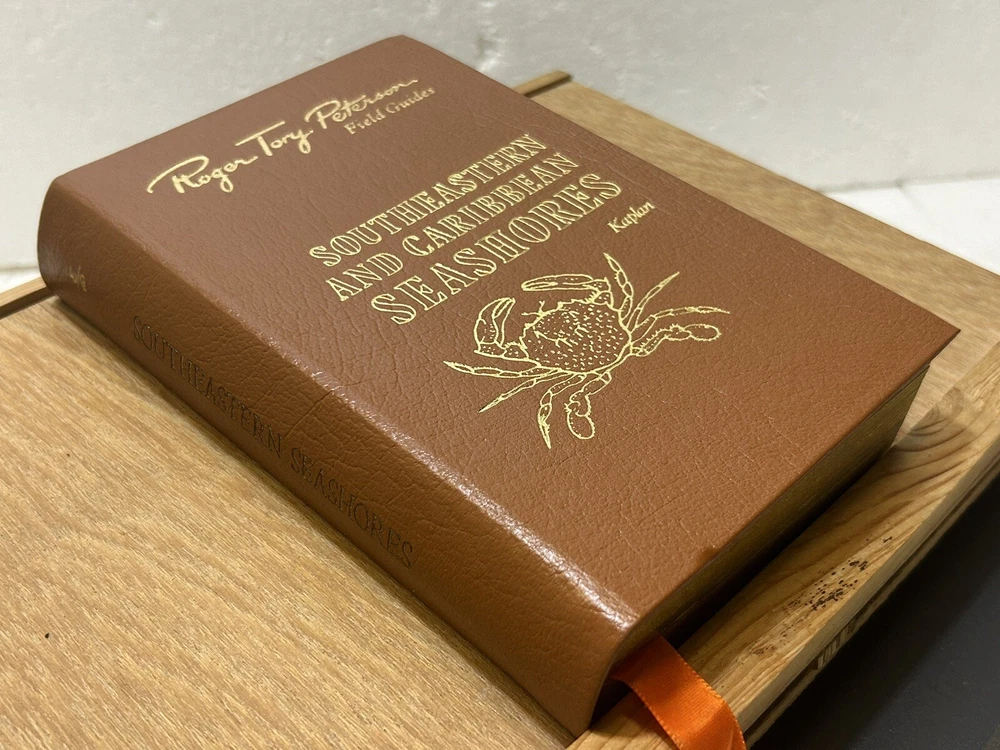 Roger Tory Peterson
Field Guides
SOUTHEASTERN
AND CARIBBEAN
SEASHORES
Kaplan
SOUTHEASTERN SEASHORES